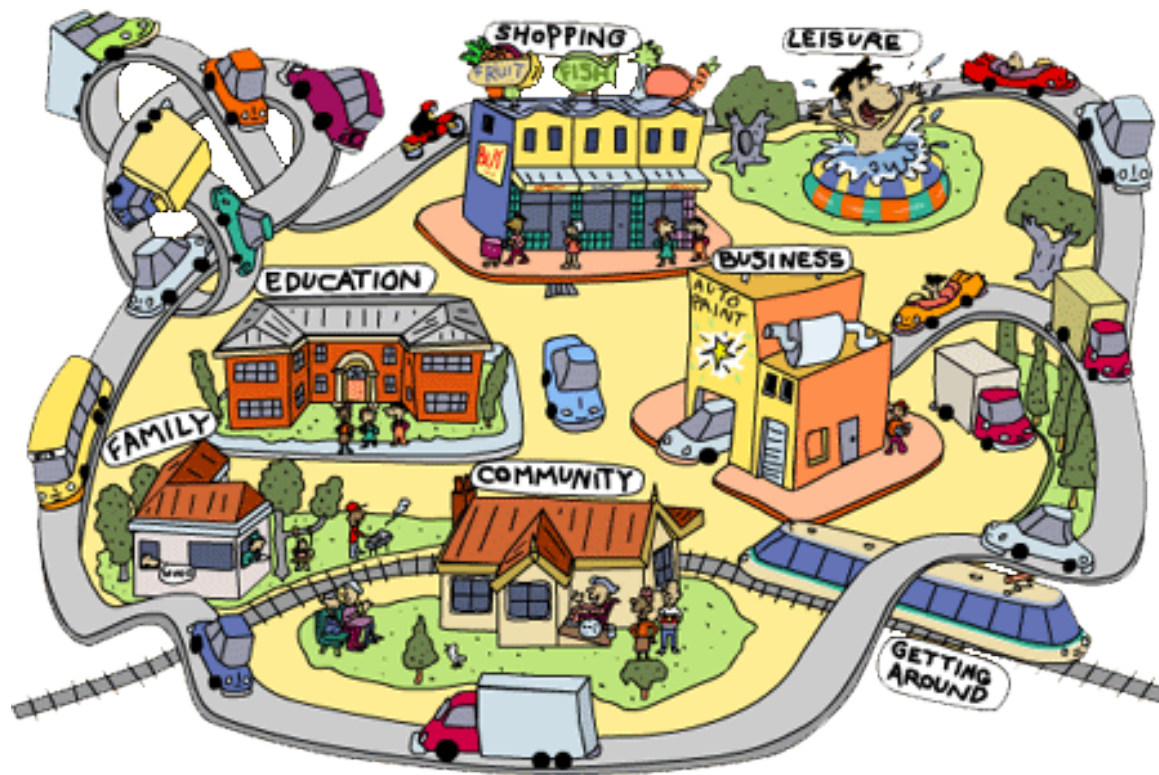 SHOPPING
LEISURE
FRUIT
FISH
BUY
EDUCATION
BUSINESS
AUTO
PAINT
FAMILY
COMMUNITY
GETTING
AROUND